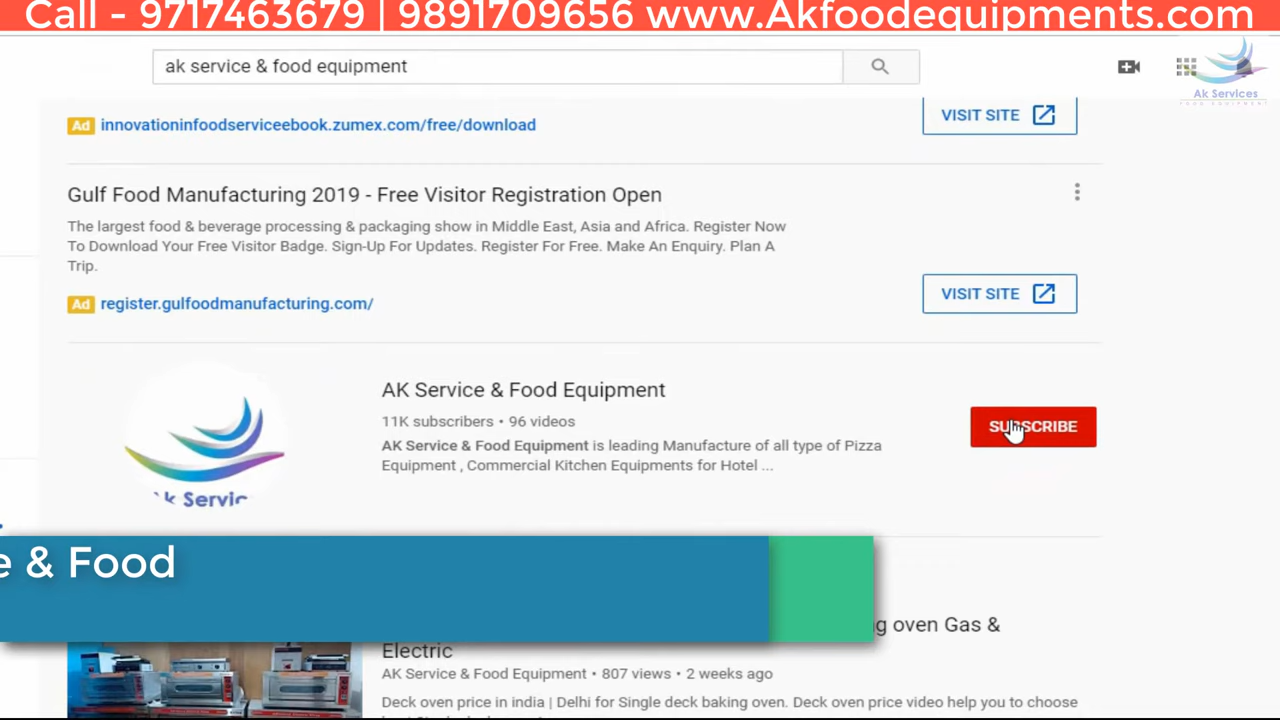 Call - 9717463679 | 9891709656 www.Akfoodequipments.com
ak service & food equipment
Ak Services
FOOD EQUIPMENT
Ad innovationinfoodserviceebook.zumex.com/free/download
VISIT SITE
Gulf Food Manufacturing 2019 - Free Visitor Registration Open
The largest food & beverage processing & packaging show in Middle East, Asia and Africa. Register Now
To Download Your Free Visitor Badge. Sign-Up For Updates. Register For Free. Make An Enquiry. Plan A
Trip.
Ad register.gulfoodmanufacturing.com/
VISIT SITE
AK Service & Food Equipment
11K subscribers • 96 videos
AK Service & Food Equipment is leading Manufacture of all type of Pizza
Equipment , Commercial Kitchen Equipments for Hotel ...
SUBSCRIBE
Ak Servic
e & Food
g oven Gas &
Electric
AK Service & Food Equipment • 807 views • 2 weeks ago
Deck oven price in india | Delhi for Single deck baking oven. Deck oven price video help you to choose